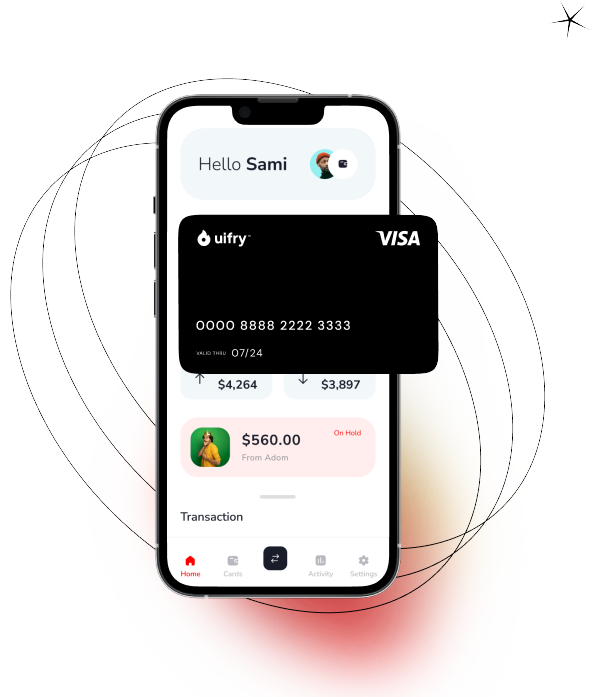 Hello Sami
uifry™
VISA
0000 8888 2222 3333
VALID THRU 07/24
$4,264
$3,897
On Hold
$560.00
From Adom
Transaction
Home
Cards
Activity
Settings